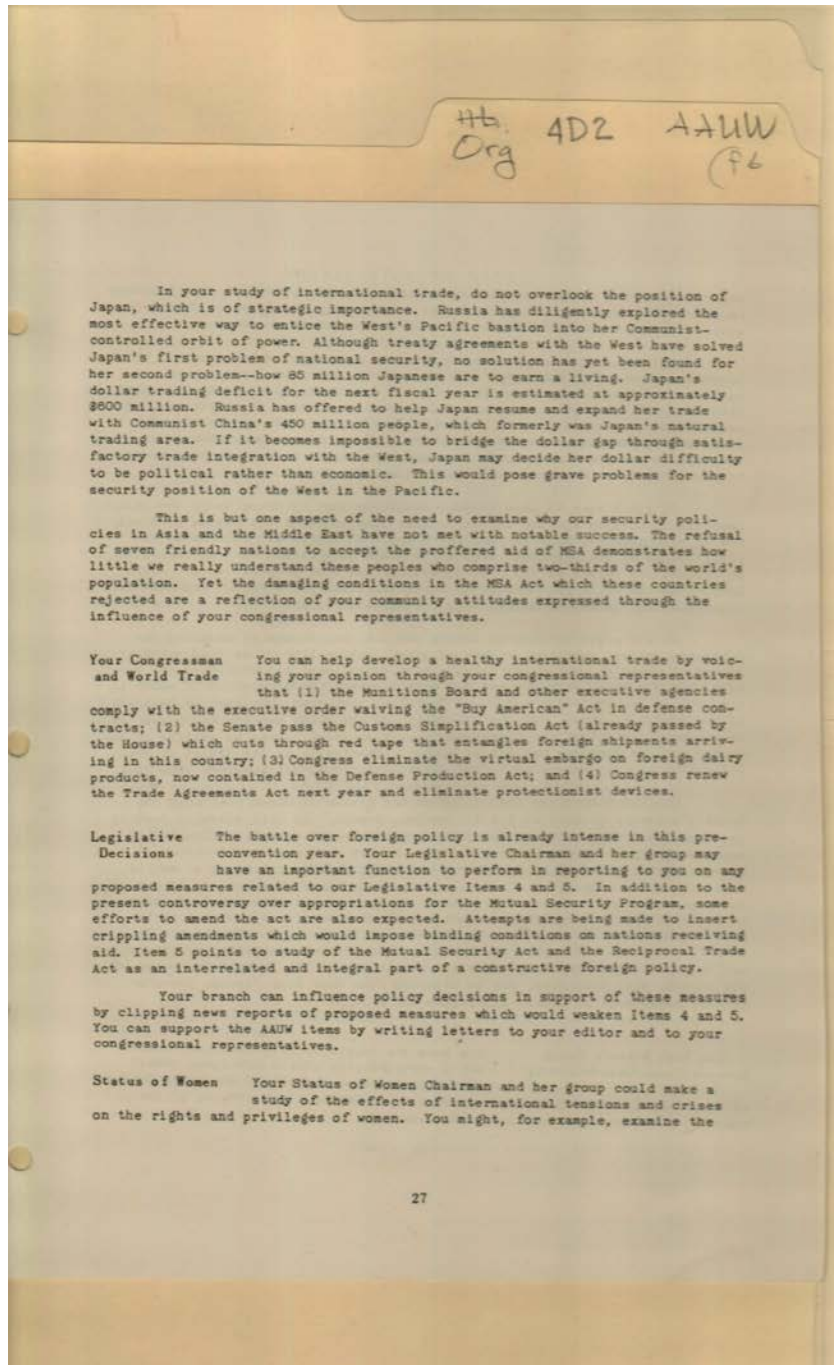 Org 4D2 AAUW
In your study of international trade, do not overlook the position of
Japan, which is of strategic importance. Russia has diligently explored the
most effective way to entice the West's Pacific bastion into her Communist-
controlled orbit of power. Although treaty agreements with the West have solved
Japan's first problem of national security, no solution has yet been found for
her second problem--how 85 million Japanese are to earn a living. Japan's
dollar trading deficit for the next fiscal year is estimated at approximately
$600 million. Russia has offered to help Japan resume and expand her trade
with Communist China's 450 million people, which formerly was Japan's natural
trading area. If it becomes impossible to bridge the dollar gap through satis-
factory trade integration with the West, Japan may decide her dollar difficulty
to be political rather than economic. This would pose grave problems for the
security position of the West in the Pacific.
This is but one aspect of the need to examine why our security poli-
cies in Asia and the Middle East have not met with notable success. The refusal
of seven friendly nations to accept the proffered aid of MSA demonstrates how
little we really understand these peoples who comprise two-thirds of the world's
population. Yet the damaging conditions in the MSA Act which these countries
rejected are a reflection of your community attitudes expressed through the
influence of your congressional representatives.
Your Congressman You can help develop a healthy international trade by voic-
and World Trade ing your opinion through your congressional representatives
that (1) the Munitions Board and other executive agencies
comply with the executive order waiving the "Buy American" Act in defense con-
tracts; (2) the Senate pass the Customs Simplification Act (already passed by
the House) which cuts through red tape that entangles foreign shipments arriv-
ing in this country; (3) Congress eliminate the virtual embargo on foreign dairy
products, now contained in the Defense Production Act; and (4) Congress renew
the Trade Agreements Act next year and eliminate protectionist devices.
Legislative The battle over foreign policy is already intense in this pre-
Decisions convention year. Your Legislative Chairman and her group may
have an important function to perform in reporting to you on any
proposed measures related to our Legislative Items 4 and 5. In addition to the
present controversy over appropriations for the Mutual Security Program, some
efforts to amend the act are also expected. Attempts are being made to insert
crippling amendments which would impose binding conditions on nations receiving
aid. Item 5 points to study of the Mutual Security Act and the Reciprocal Trade
Act as an interrelated and integral part of a constructive foreign policy.
Your branch can influence policy decisions in support of these measures
by clipping news reports of proposed measures which would weaken Items 4 and 5.
You can support the AAUW items by writing letters to your editor and to your
congressional representatives.
Status of Women Your Status of Women Chairman and her group could make a
study of the effects of international tensions and crises
on the rights and privileges of women. You might, for example, examine the
27